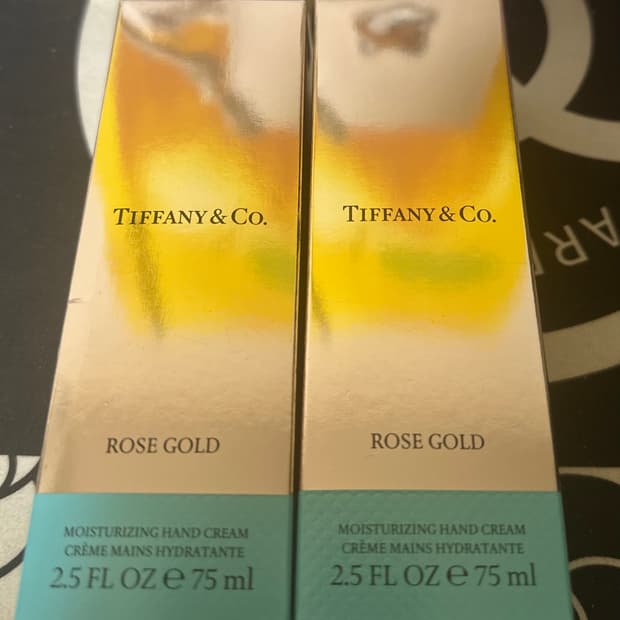 TIFFANY & CO.
ROSE GOLD
MOISTURIZING HAND CREAM
CRÈME MAINS HYDRATANTE
2.5 FL OZ ℮ 75 ml
TIFFANY & CO.
ROSE GOLD
MOISTURIZING HAND CREAM
CRÈME MAINS HYDRATANTE
2.5 FL OZ ℮ 75 ml